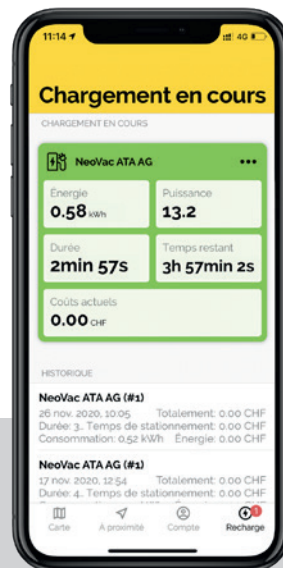 11:14
4G
Chargement en cours
CHARGEMENT EN COURS
NeoVac ATA AG
Énergie
0.58 kWh
Puissance
13.2
Durée
2min 57s
Temps restant
3h 57min 2s
Coûts actuels
0.00 CHF
HISTORIQUE
NeoVac ATA AG (#1)
26 nov. 2020, 10:05 Totalement: 0.00 CHF
Durée: 3.. Temps de stationnement: 0.00 CHF
Consommation: 0,52 kWh Énergie: 0.00 CHF
NeoVac ATA AG (#1)
17 nov. 2020, 12:54 Totalement: 0.00 CHF
Durée: 4.. Temps de stationnement: 0.00 CHF
Carte
A proximité
Compte
1
Recharge